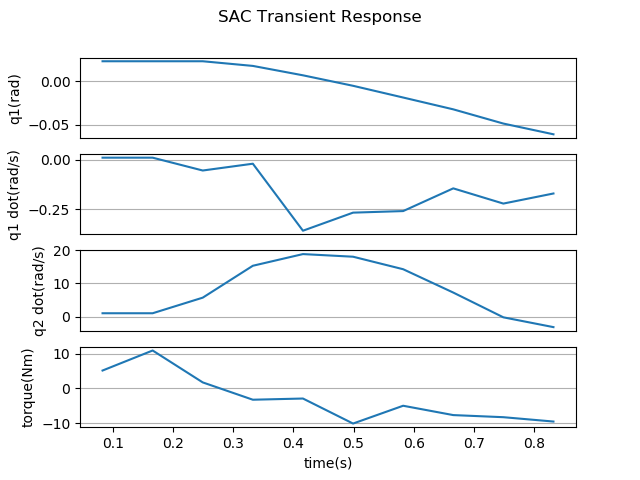 SAC Transient Response
0.00
−0.05
q1(rad)
0.00
−0.25
q1 dot(rad/s)
20
10
0
q2 dot(rad/s)
10
0
−10
torque(Nm)
0.1 0.2 0.3 0.4 0.5 0.6 0.7 0.8
time(s)